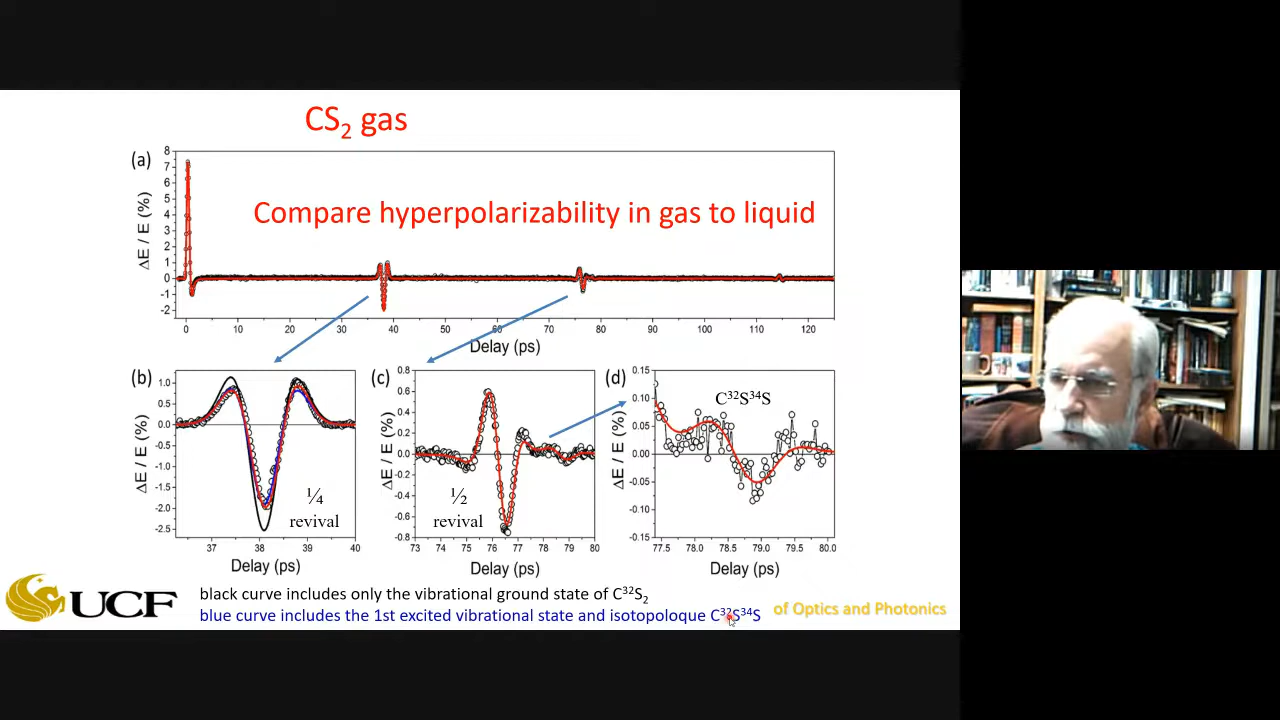 CS₂ gas
(a)
8
7
6
5
4
3
2
1
0
-1
-2
ΔE / E (%)
Compare hyperpolarizability in gas to liquid
0 10 20 30 40 50 60 70 80 90 100 110 120
Delay (ps)
(b)
1.0
0.5
0.0
-0.5
-1.0
-1.5
-2.0
-2.5
ΔE / E (%)
¼
revival
37 38 39 40
Delay (ps)
(c)
0.8
0.6
0.4
0.2
0.0
-0.2
-0.4
-0.6
-0.8
ΔE / E (%)
½
revival
73 74 75 76 77 78 79 80
Delay (ps)
(d)
0.15
0.10
0.05
0.00
-0.05
-0.10
-0.15
ΔE / E (%)
C³²S³⁴S
77.5 78.0 78.5 79.0 79.5 80.0
Delay (ps)
UCF
black curve includes only the vibrational ground state of C³²S₂
blue curve includes the 1st excited vibrational state and isotopoloque C³²S³⁴S
of Optics and Photonics